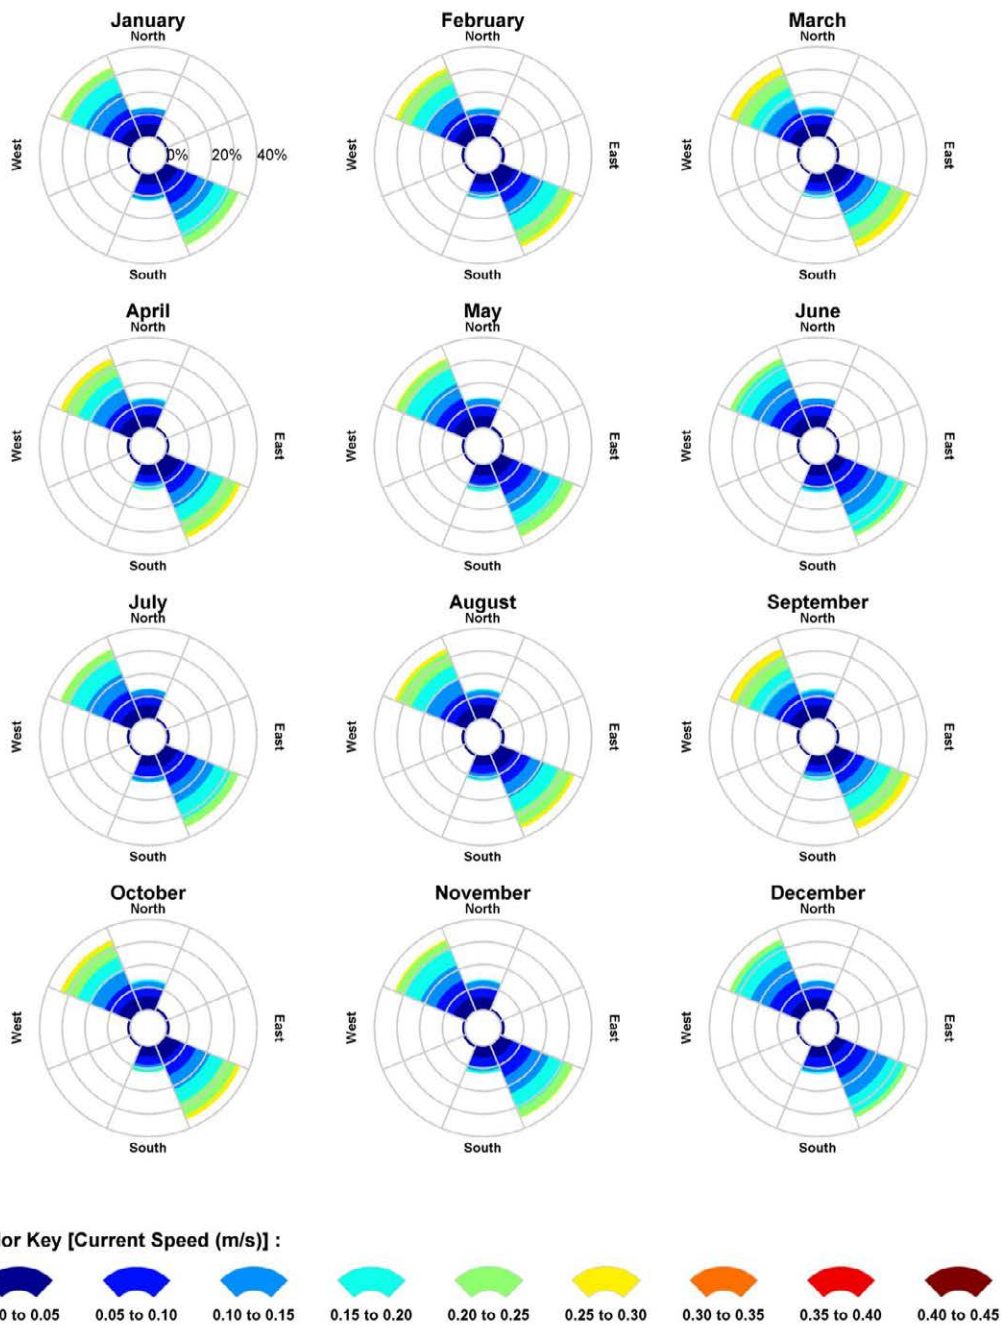 January
North
West
0% 20% 40%
South
February
North
West
East
South
March
North
West
East
South
April
North
West
East
South
May
North
West
East
South
June
North
West
East
South
July
North
West
East
South
August
North
West
East
South
September
North
West
East
South
October
North
West
East
South
November
North
West
East
South
December
North
West
East
South
lor Key [Current Speed (m/s)] :
0 to 0.05
0.05 to 0.10
0.10 to 0.15
0.15 to 0.20
0.20 to 0.25
0.25 to 0.30
0.30 to 0.35
0.35 to 0.40
0.40 to 0.45